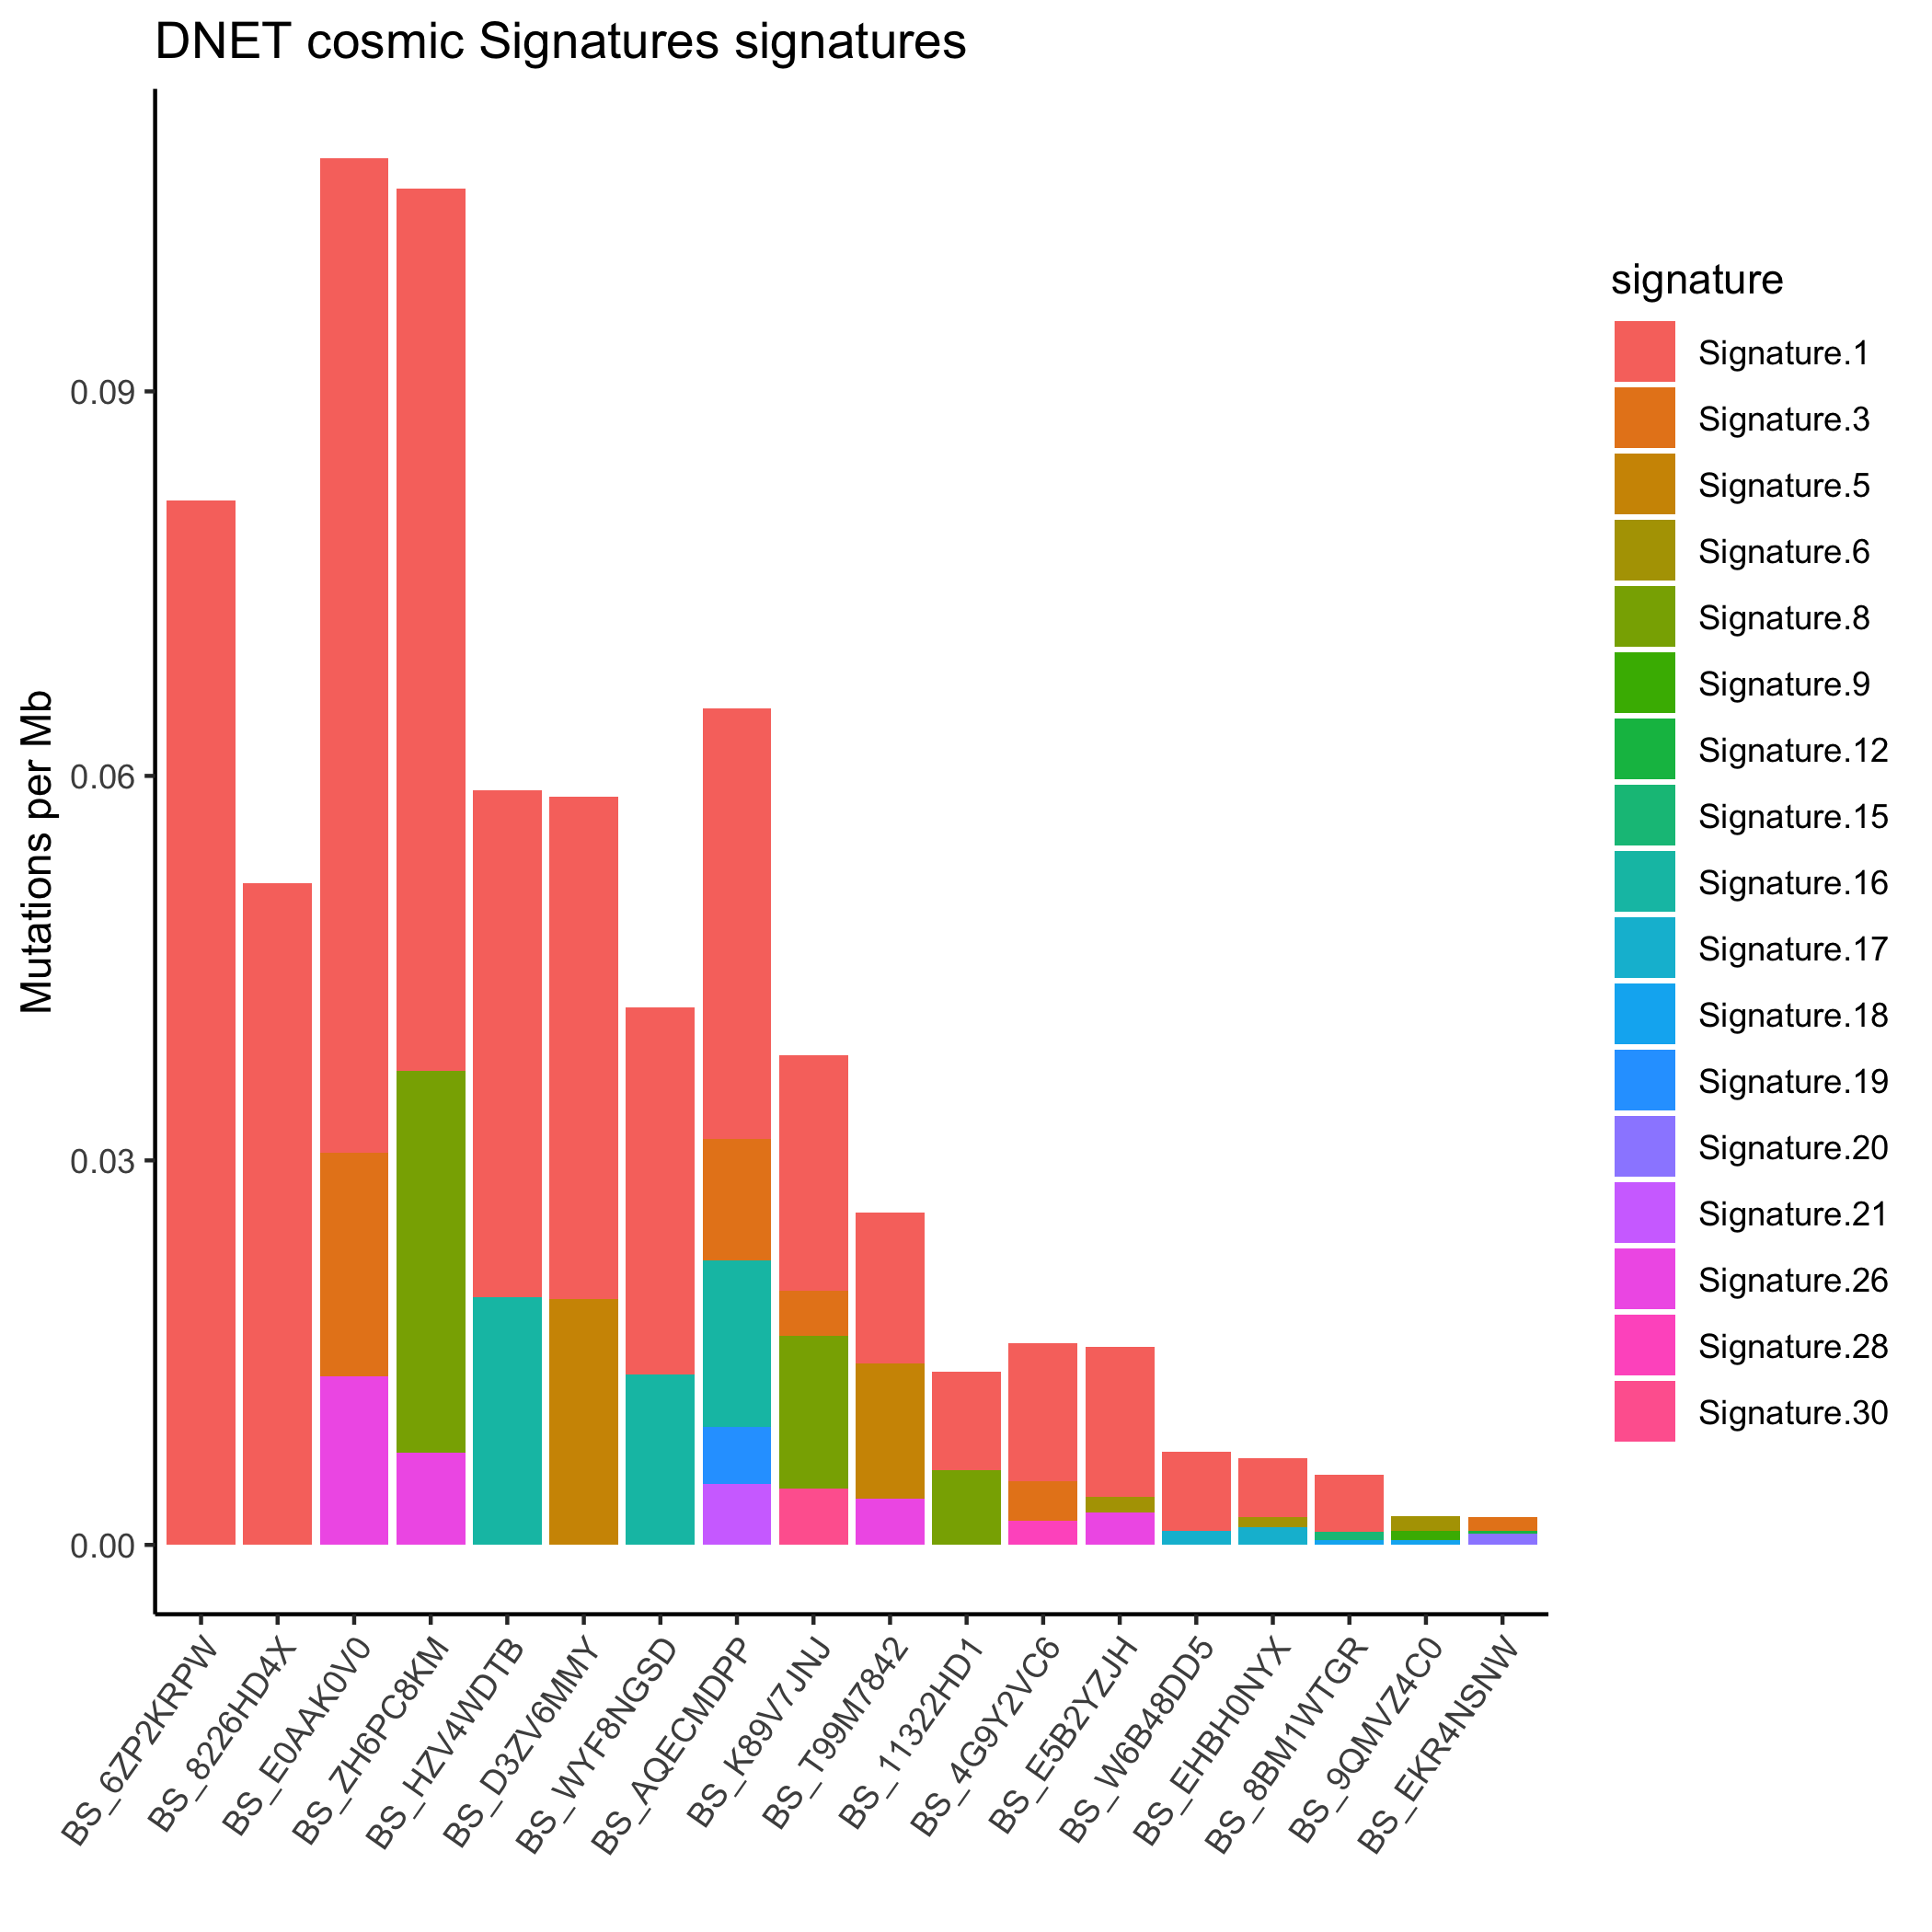 DNET cosmic Signatures signatures
Mutations per Mb
0.09
0.06
0.03
0.00
BS_6ZP2KRPW
BS_8226HD4X
BS_E0AAK0V0
BS_ZH6PC8KM
BS_HZV4WDTB
BS_D3ZV6MMY
BS_WYF8NGSD
BS_AQECMDPP
BS_K89V7JNJ
BS_T99M7842
BS_11322HD1
BS_4G9Y2VC6
BS_E5B2YZJH
BS_W6B48DD5
BS_EHBH0NYX
BS_8BM1WTGR
BS_9QMVZ4C0
BS_EKR4NSNW
signature
Signature.1
Signature.3
Signature.5
Signature.6
Signature.8
Signature.9
Signature.12
Signature.15
Signature.16
Signature.17
Signature.18
Signature.19
Signature.20
Signature.21
Signature.26
Signature.28
Signature.30